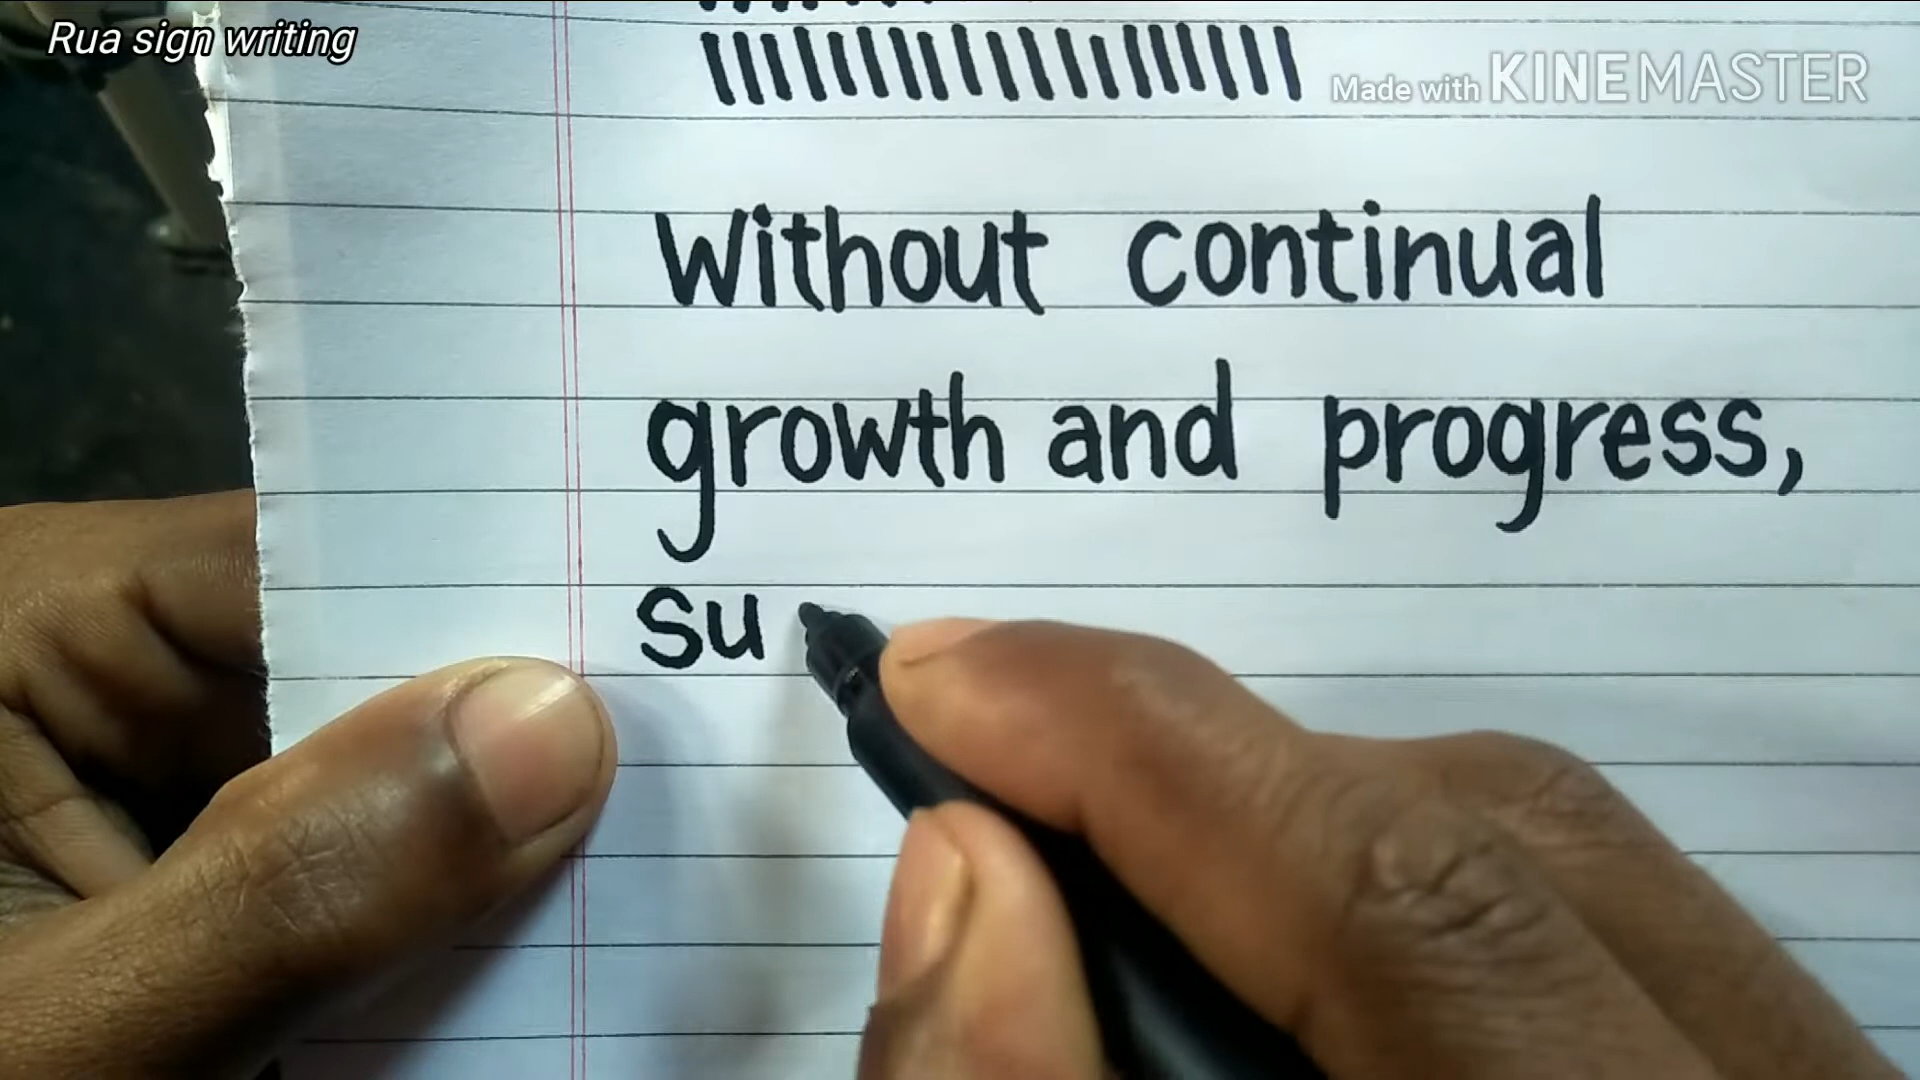 Rua sign writing
Made with KINEMASTER
Without continual
growth and progress,
su